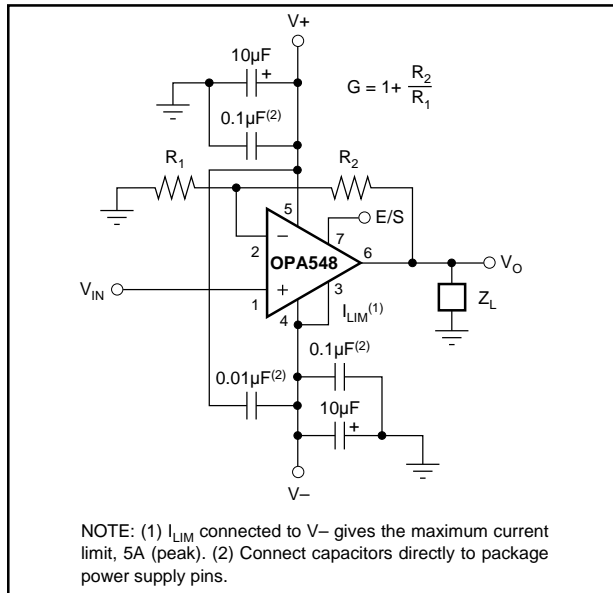 V+
10µF
+
G = 1+ R2/R1
0.1µF(2)
R1
R2
5
E/S
7
2
–
OPA548
6
VO
VIN
+
1
3
4
ILIM(1)
ZL
0.1µF(2)
0.01µF(2)
10µF
+
V–
NOTE: (1) ILIM connected to V– gives the maximum current
limit, 5A (peak). (2) Connect capacitors directly to package
power supply pins.